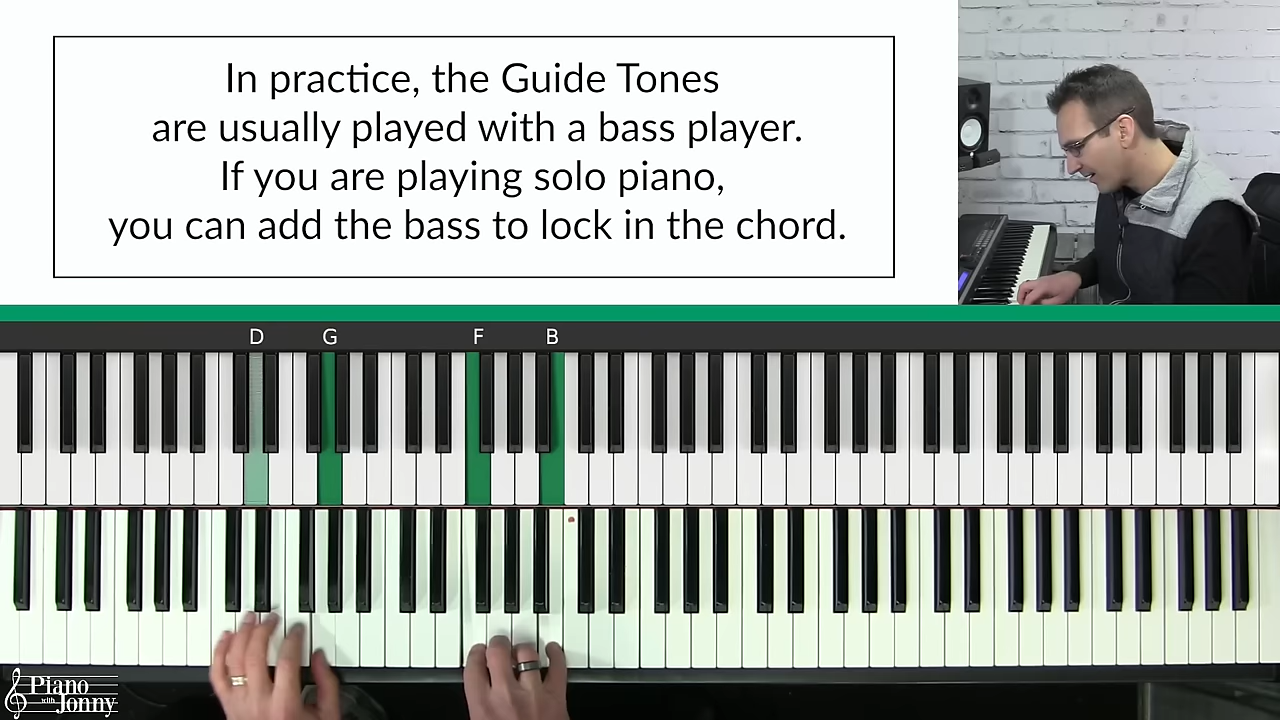 In practice, the Guide Tones
are usually played with a bass player.
If you are playing solo piano,
you can add the bass to lock in the chord.
D G F B
Piano
with
Jonny